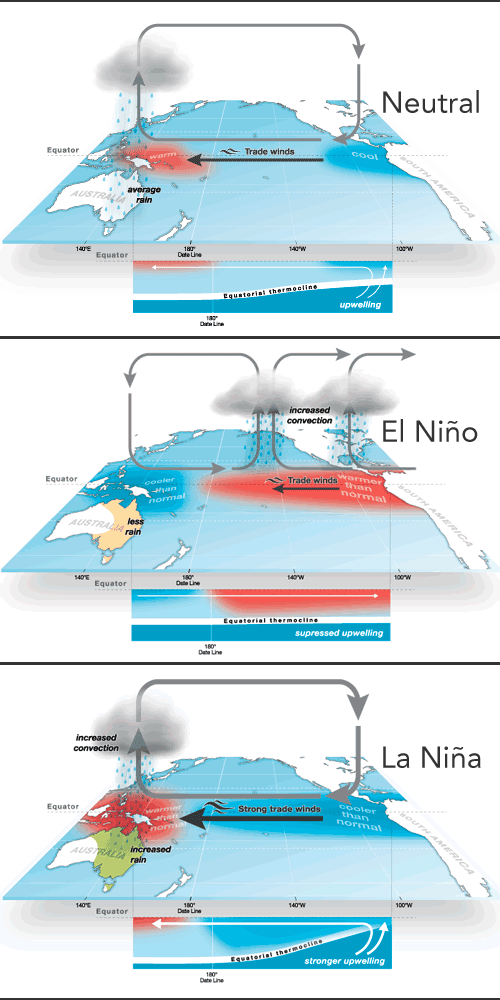 Neutral
Equator
warm
Trade winds
cool
AUSTRALIA
average
rain
SOUTH AMERICA
140°E
180°
Date Line
140°W
100°W
Equator
Equatorial thermocline
upwelling
180°
Date Line
El Niño
increased
convection
Equator
cooler
than
normal
Trade winds
warmer
than
normal
AUSTRALIA
less
rain
SOUTH AMERICA
140°E
180°
Date Line
140°W
100°W
Equator
Equatorial thermocline
supressed upwelling
180°
Date Line
La Niña
increased
convection
Equator
warmer
than
normal
Strong trade winds
cooler
than
normal
AUSTRALIA
increased
rain
SOUTH AMERICA
140°E
180°
Date Line
140°W
100°W
Equator
Equatorial thermocline
stronger upwelling
180°
Date Line